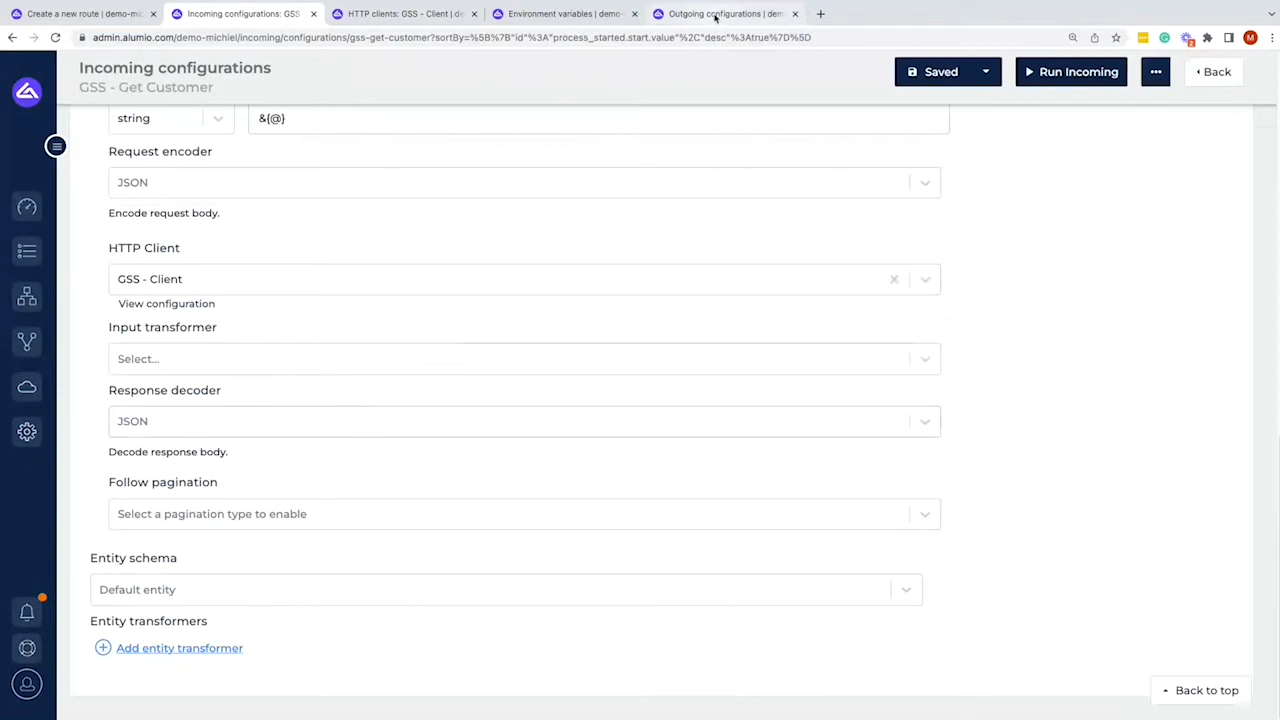 Create a new route | demo-mic
Incoming configurations: GSS
HTTP clients: GSS - Client | de
Environment variables | demo-
Outgoing configurations | dem
admin.alumio.com/demo-michiel/incoming/configurations/gss-get-customer?sortBy=%5B%7B"id"%3A"process_started.start.value"%2C"desc"%3Atrue%7D%5D
2
M
Incoming configurations
GSS - Get Customer
Saved
Run Incoming
Back
string
&{@}
Request encoder
JSON
Encode request body.
HTTP Client
GSS - Client
View configuration
Input transformer
Select...
Response decoder
JSON
Decode response body.
Follow pagination
Select a pagination type to enable
Entity schema
Default entity
Entity transformers
Add entity transformer
Back to top